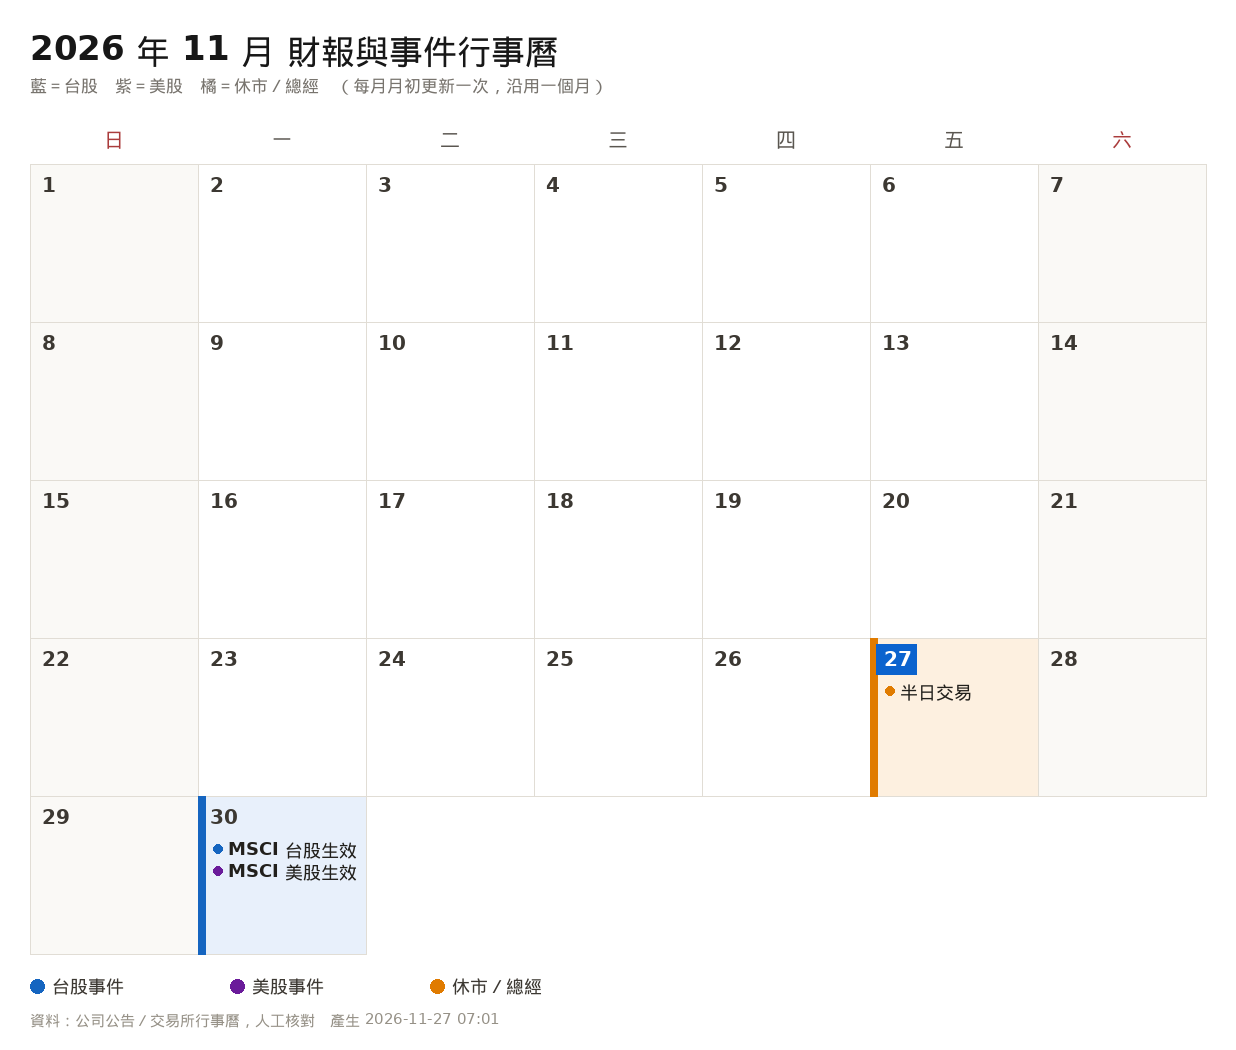 2026 年 11 月 財報與事件行事曆
藍 = 台股　紫 = 美股　橘 = 休市 / 總經　( 每月月初更新一次 , 沿用一個月 )
日 一 二 三 四 五 六
1 2 3 4 5 6 7
8 9 10 11 12 13 14
15 16 17 18 19 20 21
22 23 24 25 26 27 28
半日交易
29 30
MSCI 台股生效
MSCI 美股生效
台股事件 美股事件 休市 / 總經
資料 : 公司公告 / 交易所行事曆 , 人工核對　產生 2026-11-27 07:01